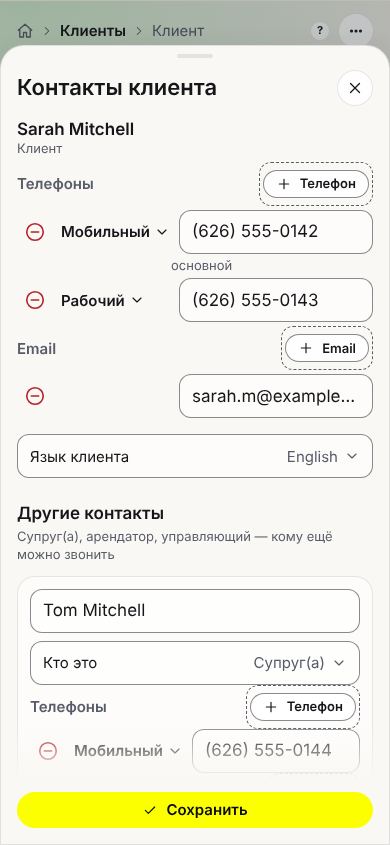 Клиенты Клиент ?
Контакты клиента
Sarah Mitchell
Клиент
Телефоны + Телефон
Мобильный (626) 555-0142
основной
Рабочий (626) 555-0143
Email + Email
sarah.m@example...
Язык клиента English
Другие контакты
Супруг(а), арендатор, управляющий — кому ещё
можно звонить
Tom Mitchell
Кто это Супруг(а)
Телефоны + Телефон
Мобильный (626) 555-0144
Сохранить